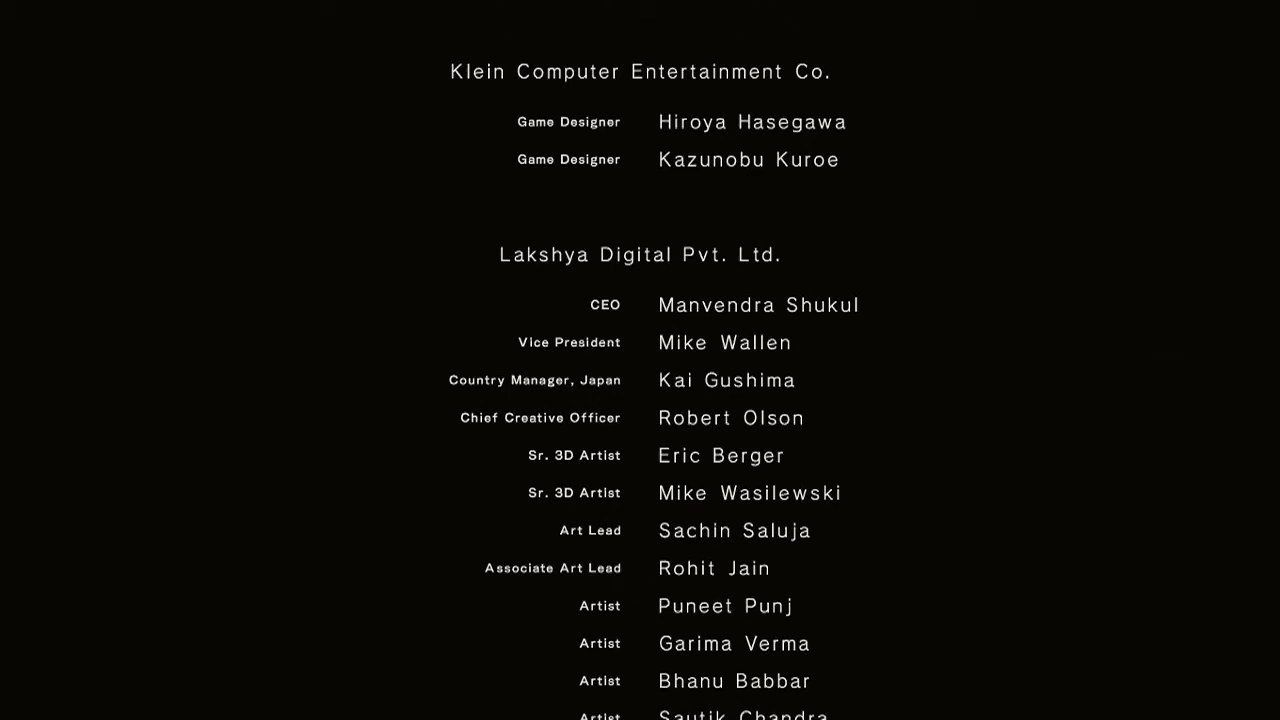 Klein Computer Entertainment Co.
Game Designer Hiroya Hasegawa
Game Designer Kazunobu Kuroe
Lakshya Digital Pvt. Ltd.
CEO Manvendra Shukul
Vice President Mike Wallen
Country Manager, Japan Kai Gushima
Chief Creative Officer Robert Olson
Sr. 3D Artist Eric Berger
Sr. 3D Artist Mike Wasilewski
Art Lead Sachin Saluja
Associate Art Lead Rohit Jain
Artist Puneet Punj
Artist Garima Verma
Artist Bhanu Babbar
Artist Sautik Chandra